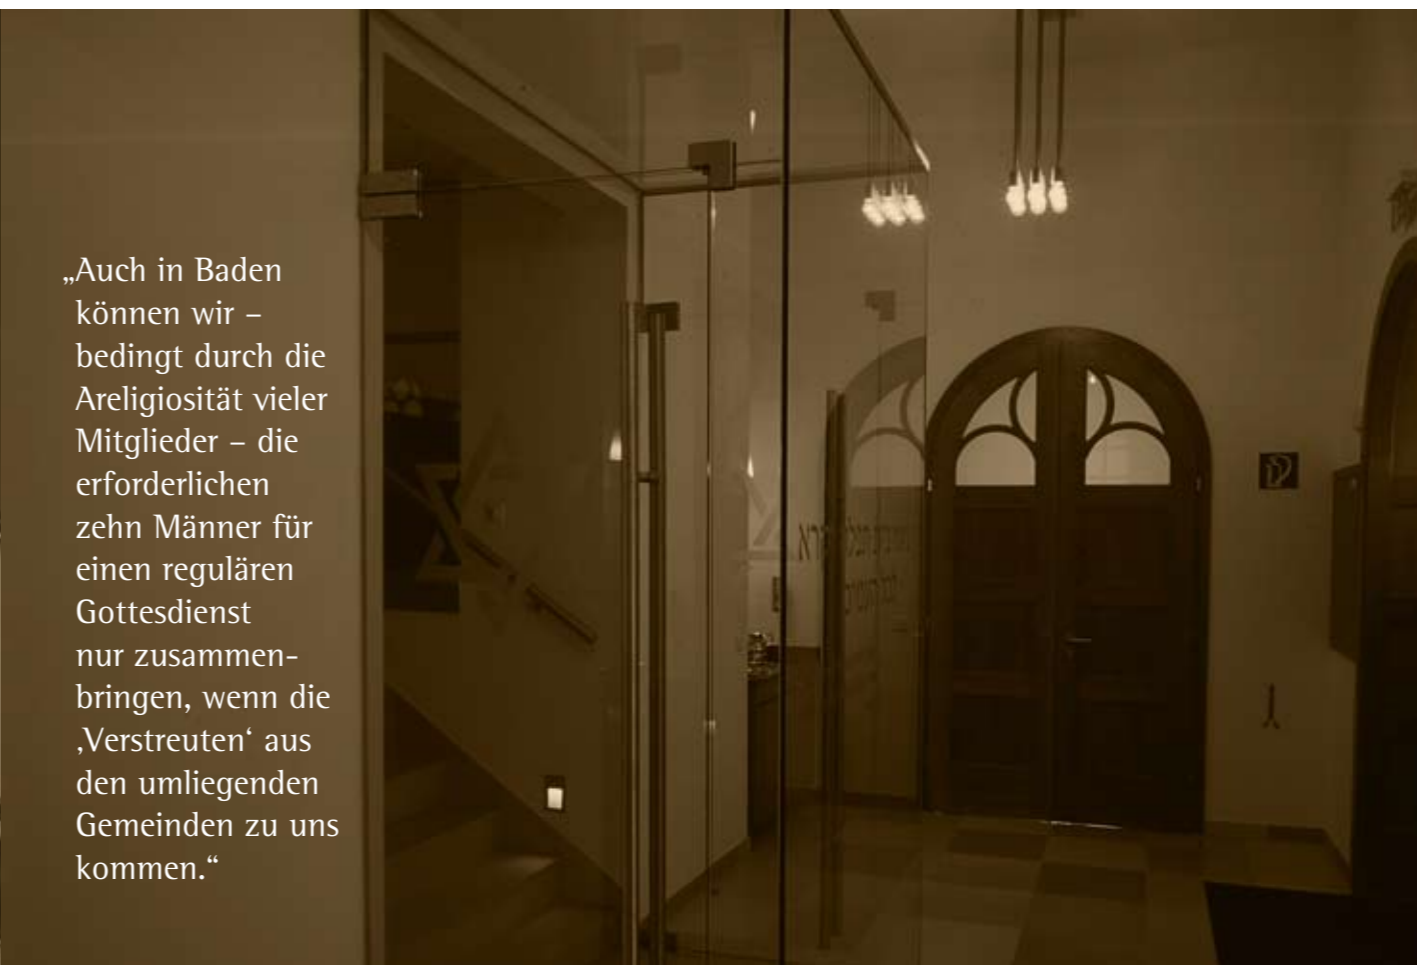 „Auch in Baden
können wir –
bedingt durch die
Areligiosität vieler
Mitglieder – die
erforderlichen
zehn Männer für
einen regulären
Gottesdienst
nur zusammen-
bringen, wenn die
‚Verstreuten‘ aus
den umliegenden
Gemeinden zu uns
kommen.“